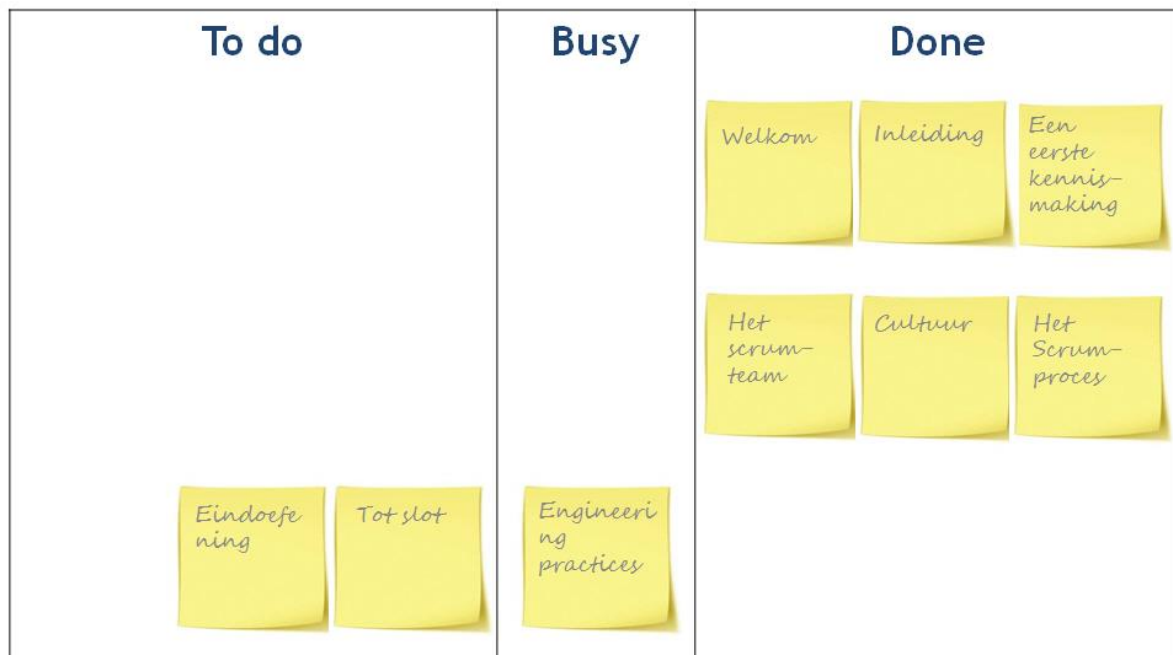 To do
Busy
Done
Welkom
Inleiding
Een
eerste
kennis-
making
Het
scrum-
team
Cultuur
Het
Scrum-
proces
Eindoefe
ning
Tot slot
Engineeri
ng
practices